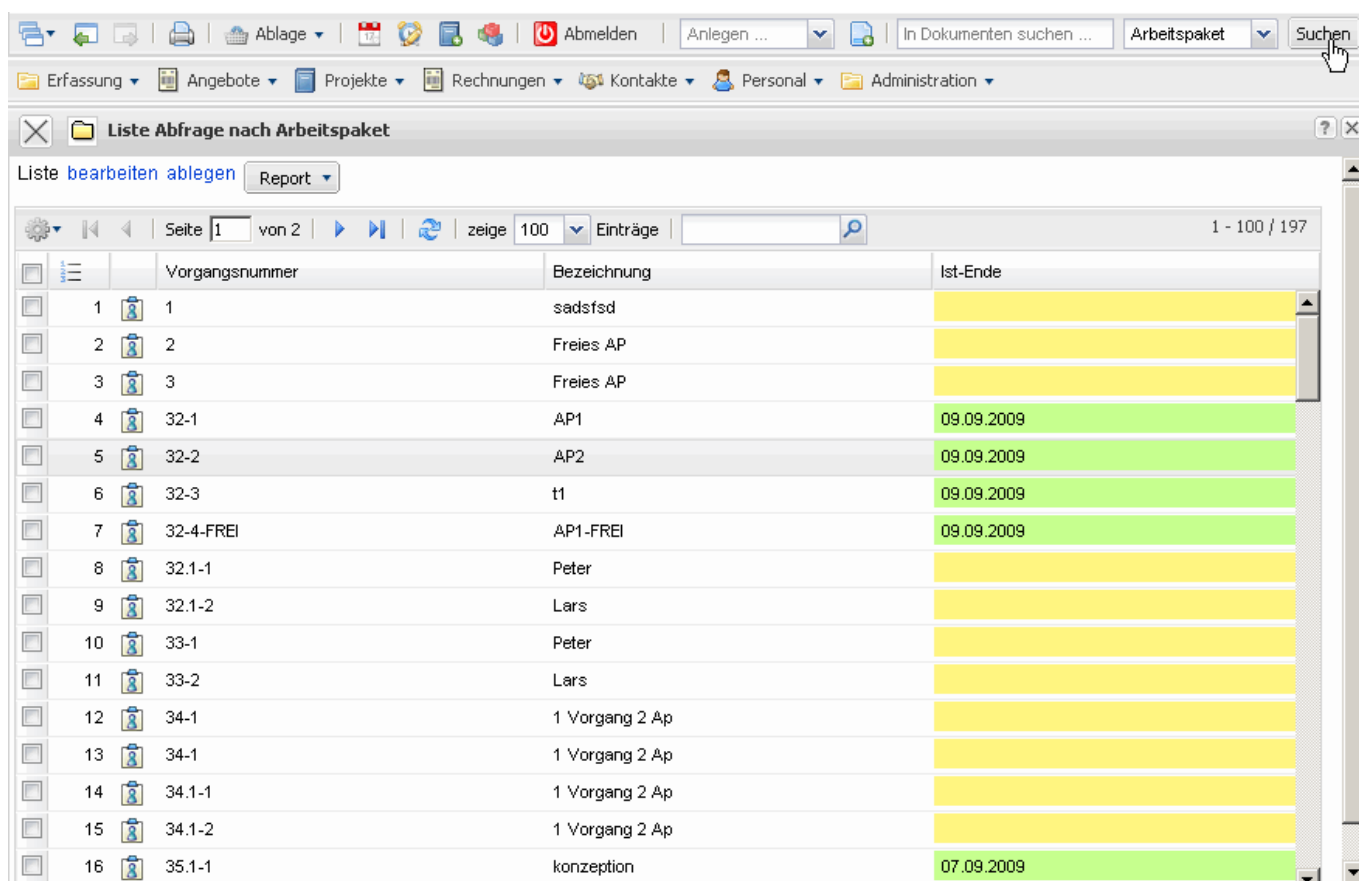 Ablage Abmelden Anlegen ... In Dokumenten suchen ... Arbeitspaket Suchen
Erfassung Angebote Projekte Rechnungen Kontakte Personal Administration
Liste Abfrage nach Arbeitspaket ?
Liste bearbeiten ablegen Report
Seite 1 von 2 zeige 100 Einträge 1 - 100 / 197
Vorgangsnummer Bezeichnung Ist-Ende
1 1 sadsfsd
2 2 Freies AP
3 3 Freies AP
4 32-1 AP1 09.09.2009
5 32-2 AP2 09.09.2009
6 32-3 t1 09.09.2009
7 32-4-FREI AP1-FREI 09.09.2009
8 32.1-1 Peter
9 32.1-2 Lars
10 33-1 Peter
11 33-2 Lars
12 34-1 1 Vorgang 2 Ap
13 34-1 1 Vorgang 2 Ap
14 34.1-1 1 Vorgang 2 Ap
15 34.1-2 1 Vorgang 2 Ap
16 35.1-1 konzeption 07.09.2009